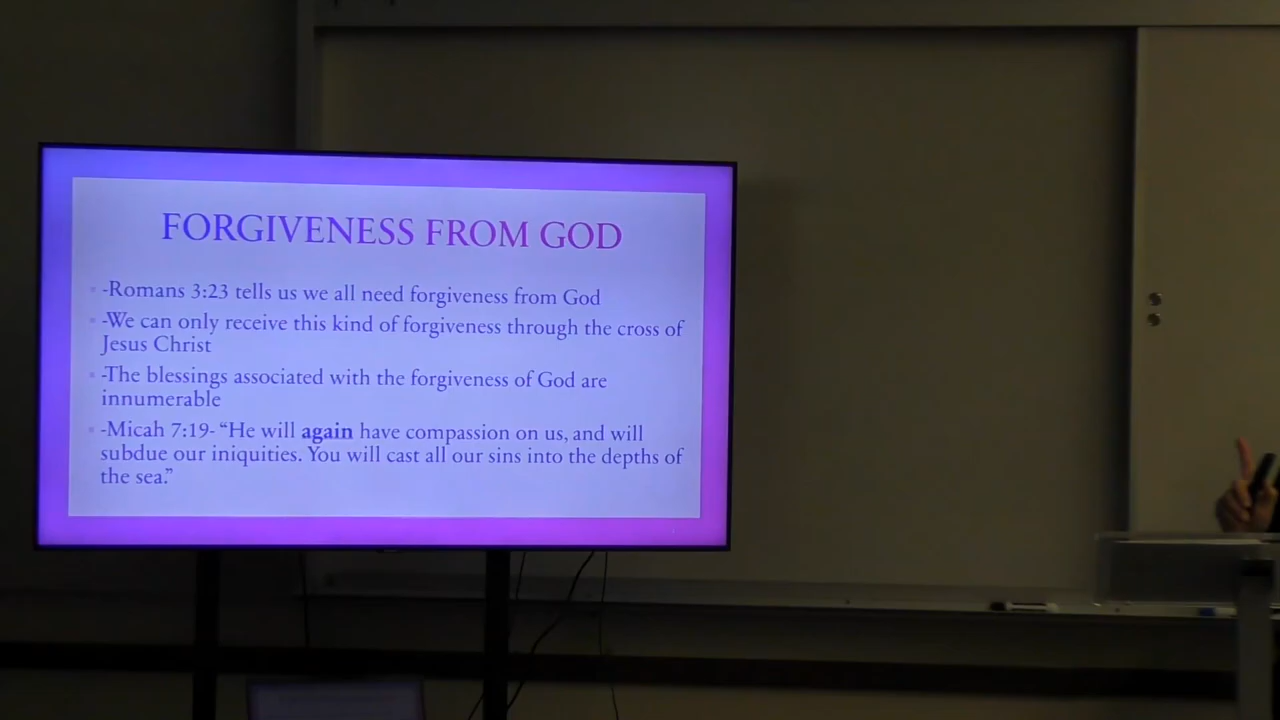 FORGIVENESS FROM GOD
-Romans 3:23 tells us we all need forgiveness from God
-We can only receive this kind of forgiveness through the cross of
Jesus Christ
-The blessings associated with the forgiveness of God are
innumerable
-Micah 7:19- “He will again have compassion on us, and will
subdue our iniquities. You will cast all our sins into the depths of
the sea.”